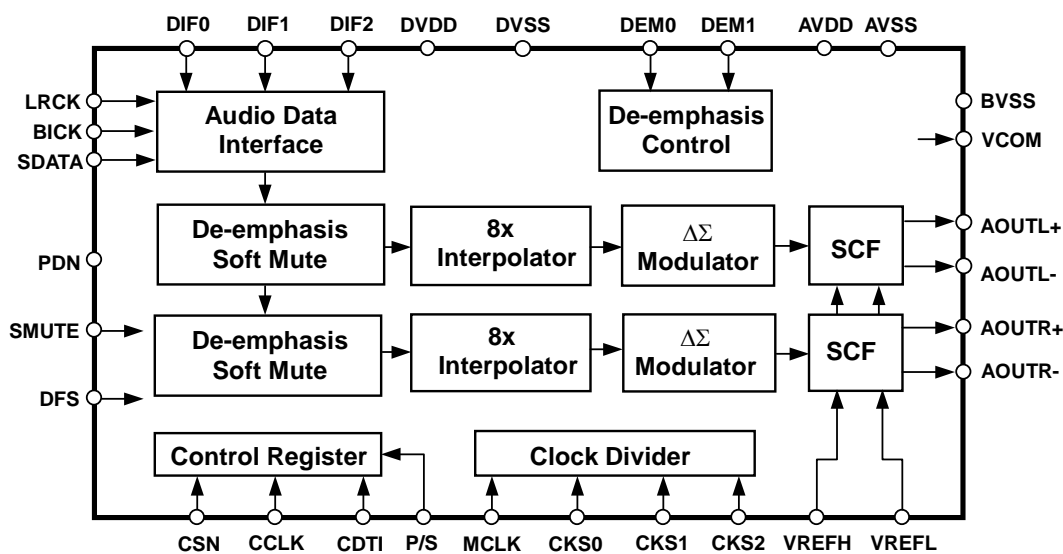 DIF0 DIF1 DIF2 DVDD DVSS DEM0 DEM1 AVDD AVSS
LRCK
BICK
SDATA
Audio Data
Interface
De-emphasis
Control
BVSS
VCOM
De-emphasis
Soft Mute
8x
Interpolator
ΔΣ
Modulator
SCF
AOUTL+
AOUTL-
PDN
SMUTE
DFS
De-emphasis
Soft Mute
8x
Interpolator
ΔΣ
Modulator
SCF
AOUTR+
AOUTR-
Control Register
Clock Divider
CSN CCLK CDTI P/S MCLK CKS0 CKS1 CKS2 VREFH VREFL